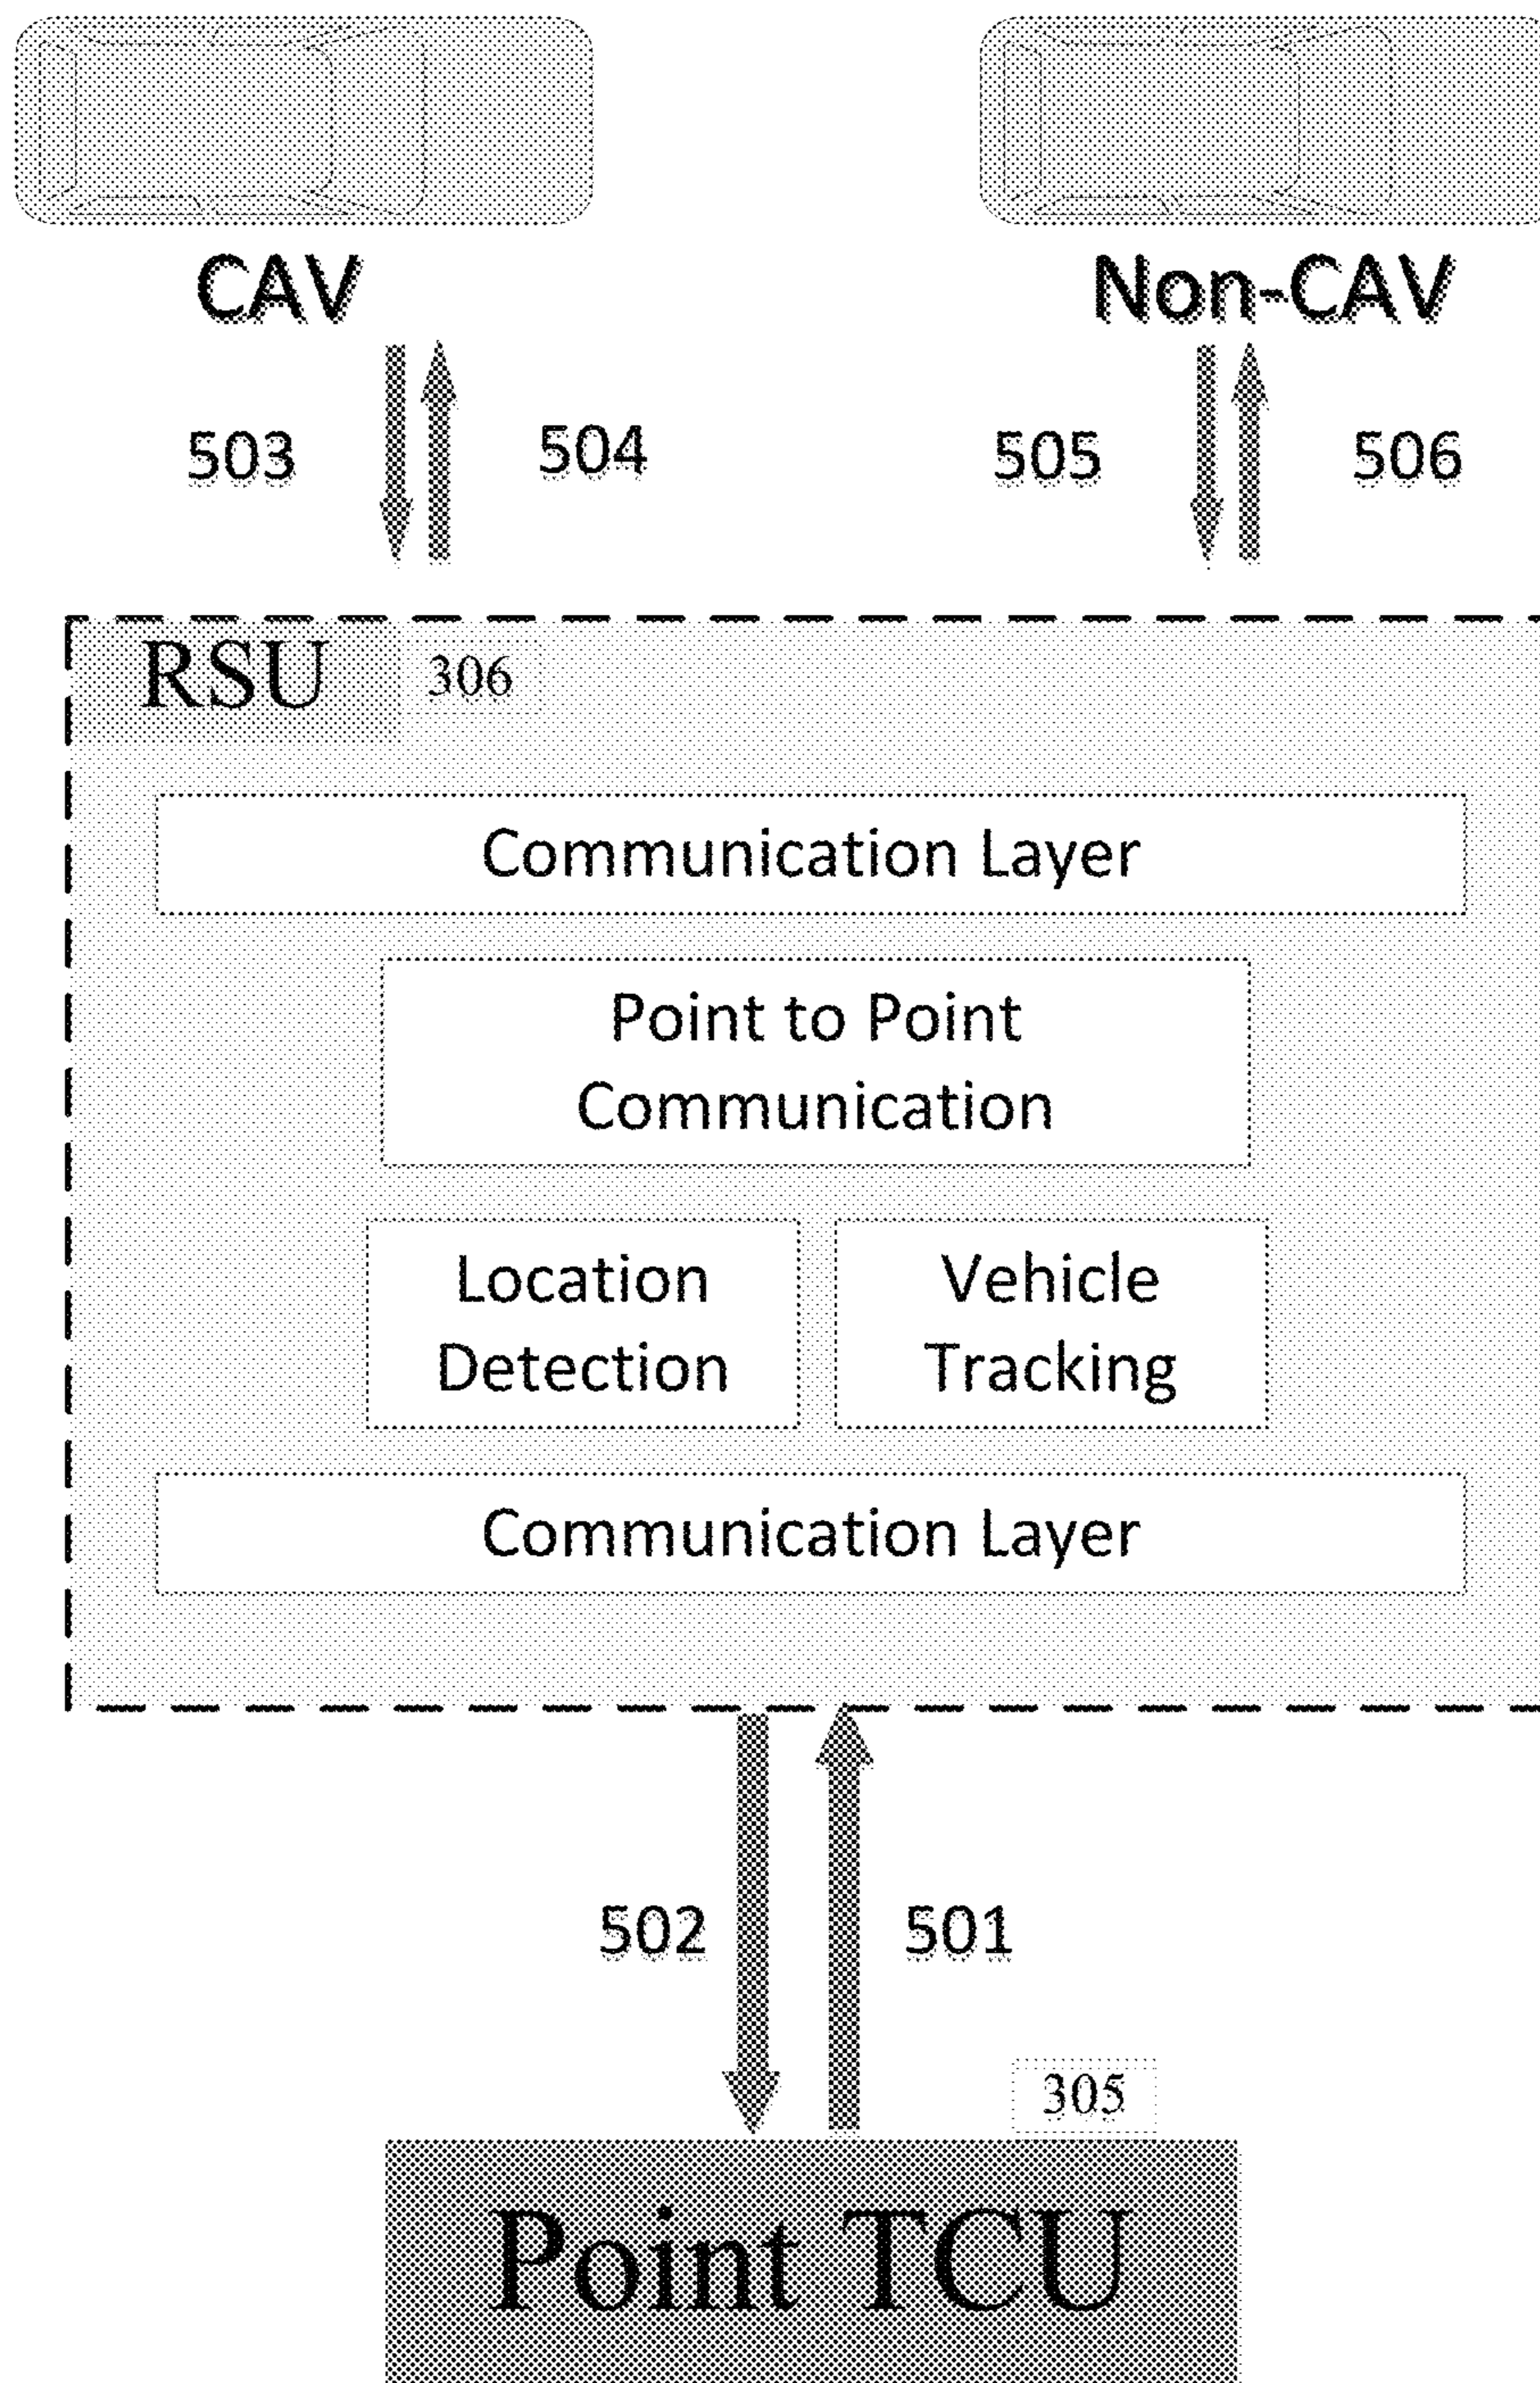 CAV
Non-CAV
503
504
505
506
RSU
306
Communication Layer
Point to Point
Communication
Location
Detection
Vehicle
Tracking
Communication Layer
502
501
305
Point TCU